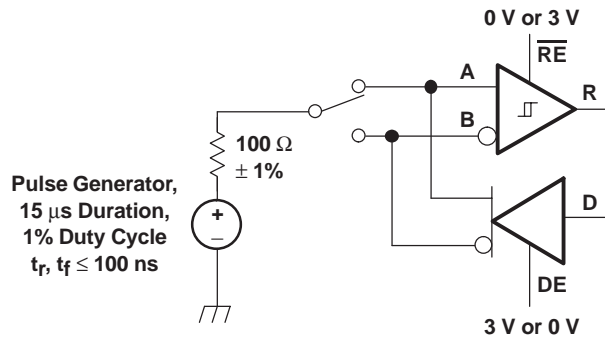 0 V or 3 V
RE
A
R
B
100 Ω
± 1%
Pulse Generator,
15 μs Duration,
1% Duty Cycle
tr, tf ≤ 100 ns
+
–
D
DE
3 V or 0 V